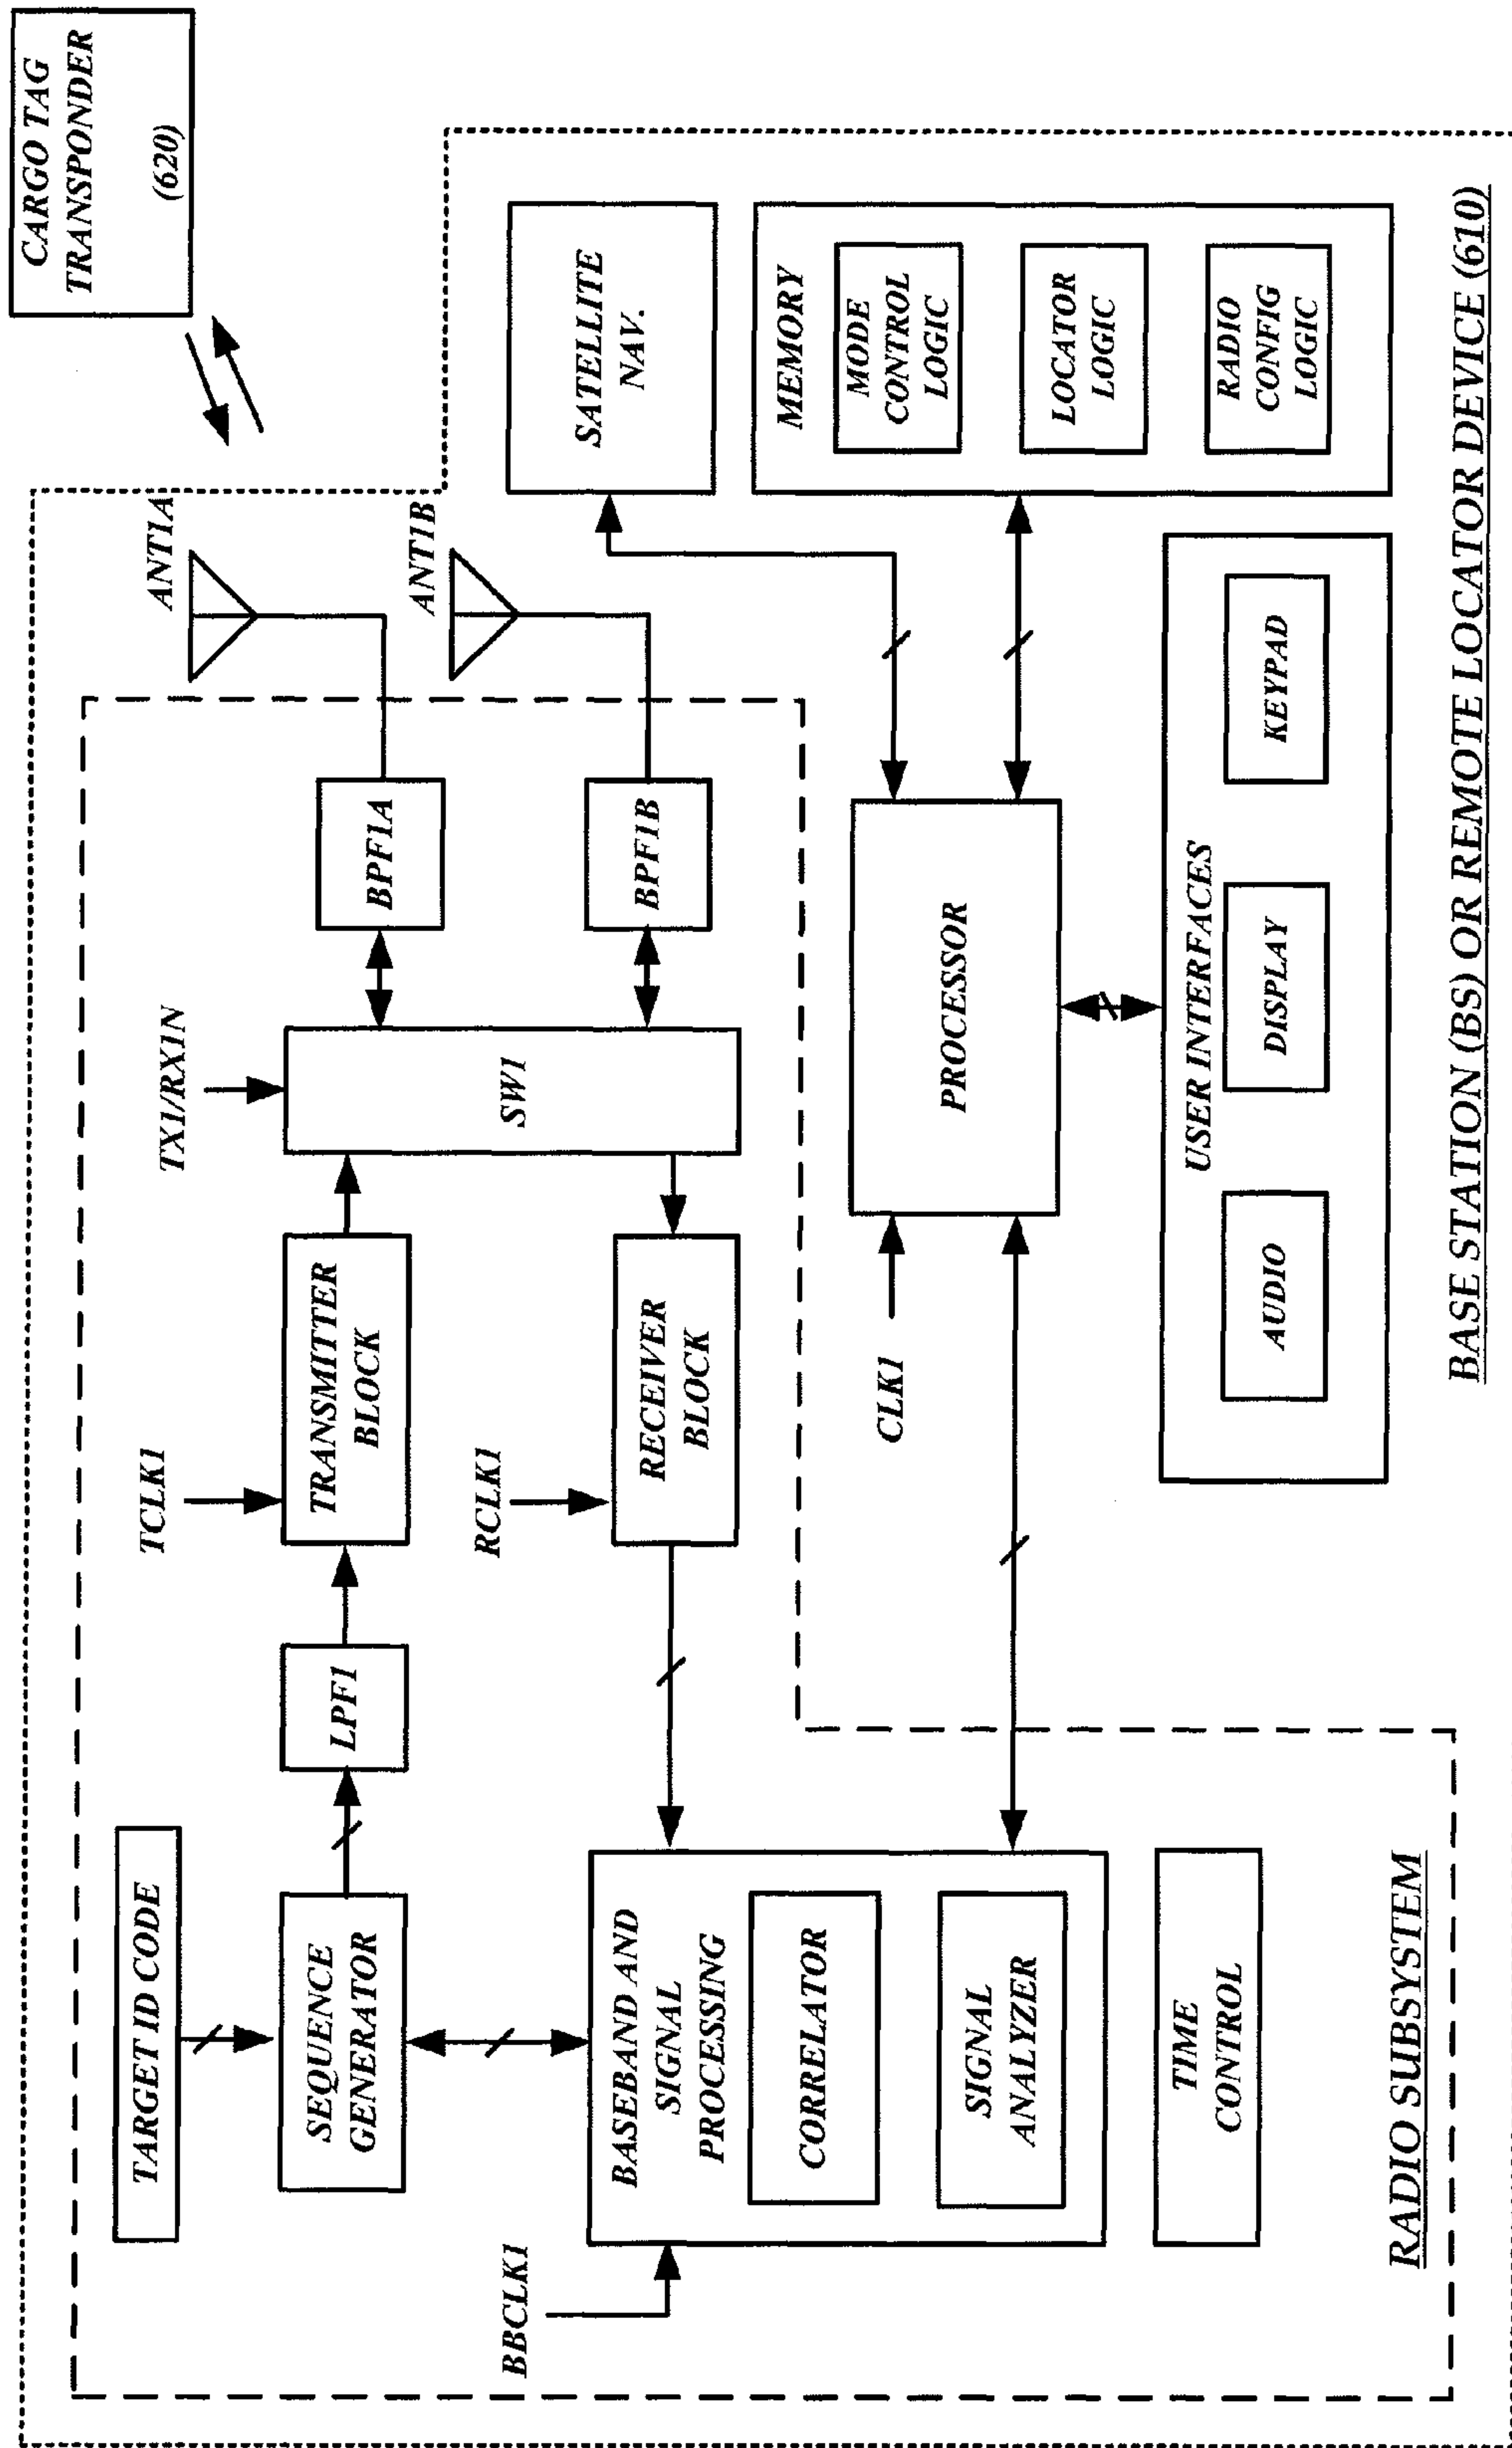 CARGO TAG
TRANSPONDER
(620)
ANT1A
ANT1B
TX1/RX1N
TCLK1
RCLK1
TARGET ID CODE
SEQUENCE
GENERATOR
LPF1
TRANSMITTER
BLOCK
SW1
BPF1A
BPF1B
RECEIVER
BLOCK
BBCLK1
BASEBAND AND
SIGNAL
PROCESSING
CORRELATOR
SIGNAL
ANALYZER
TIME
CONTROL
RADIO SUBSYSTEM
CLK1
PROCESSOR
SATELLITE
NAV.
MEMORY
MODE
CONTROL
LOGIC
LOCATOR
LOGIC
RADIO
CONFIG
LOGIC
USER INTERFACES
AUDIO
DISPLAY
KEYPAD
BASE STATION (BS) OR REMOTE LOCATOR DEVICE (610)